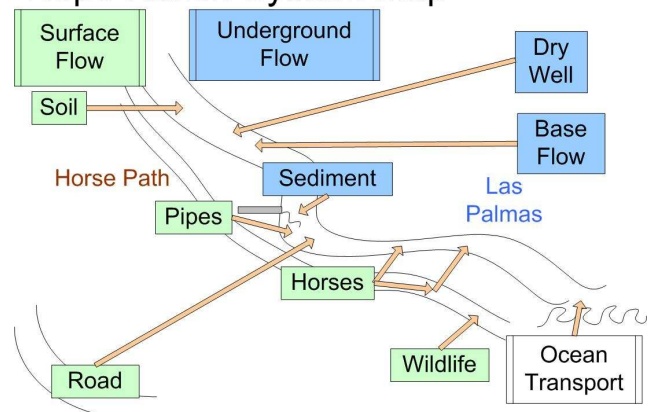 Surface
Flow
Underground
Flow
Dry
Well
Soil
Base
Flow
Horse Path
Sediment
Las
Palmas
Pipes
Horses
Road
Wildlife
Ocean
Transport